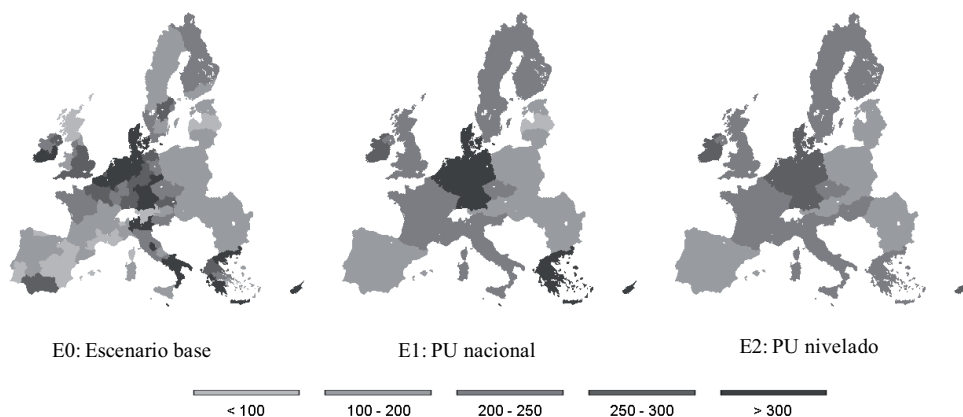 E0: Escenario base
E1: PU nacional
E2: PU nivelado
< 100
100 - 200
200 - 250
250 - 300
> 300